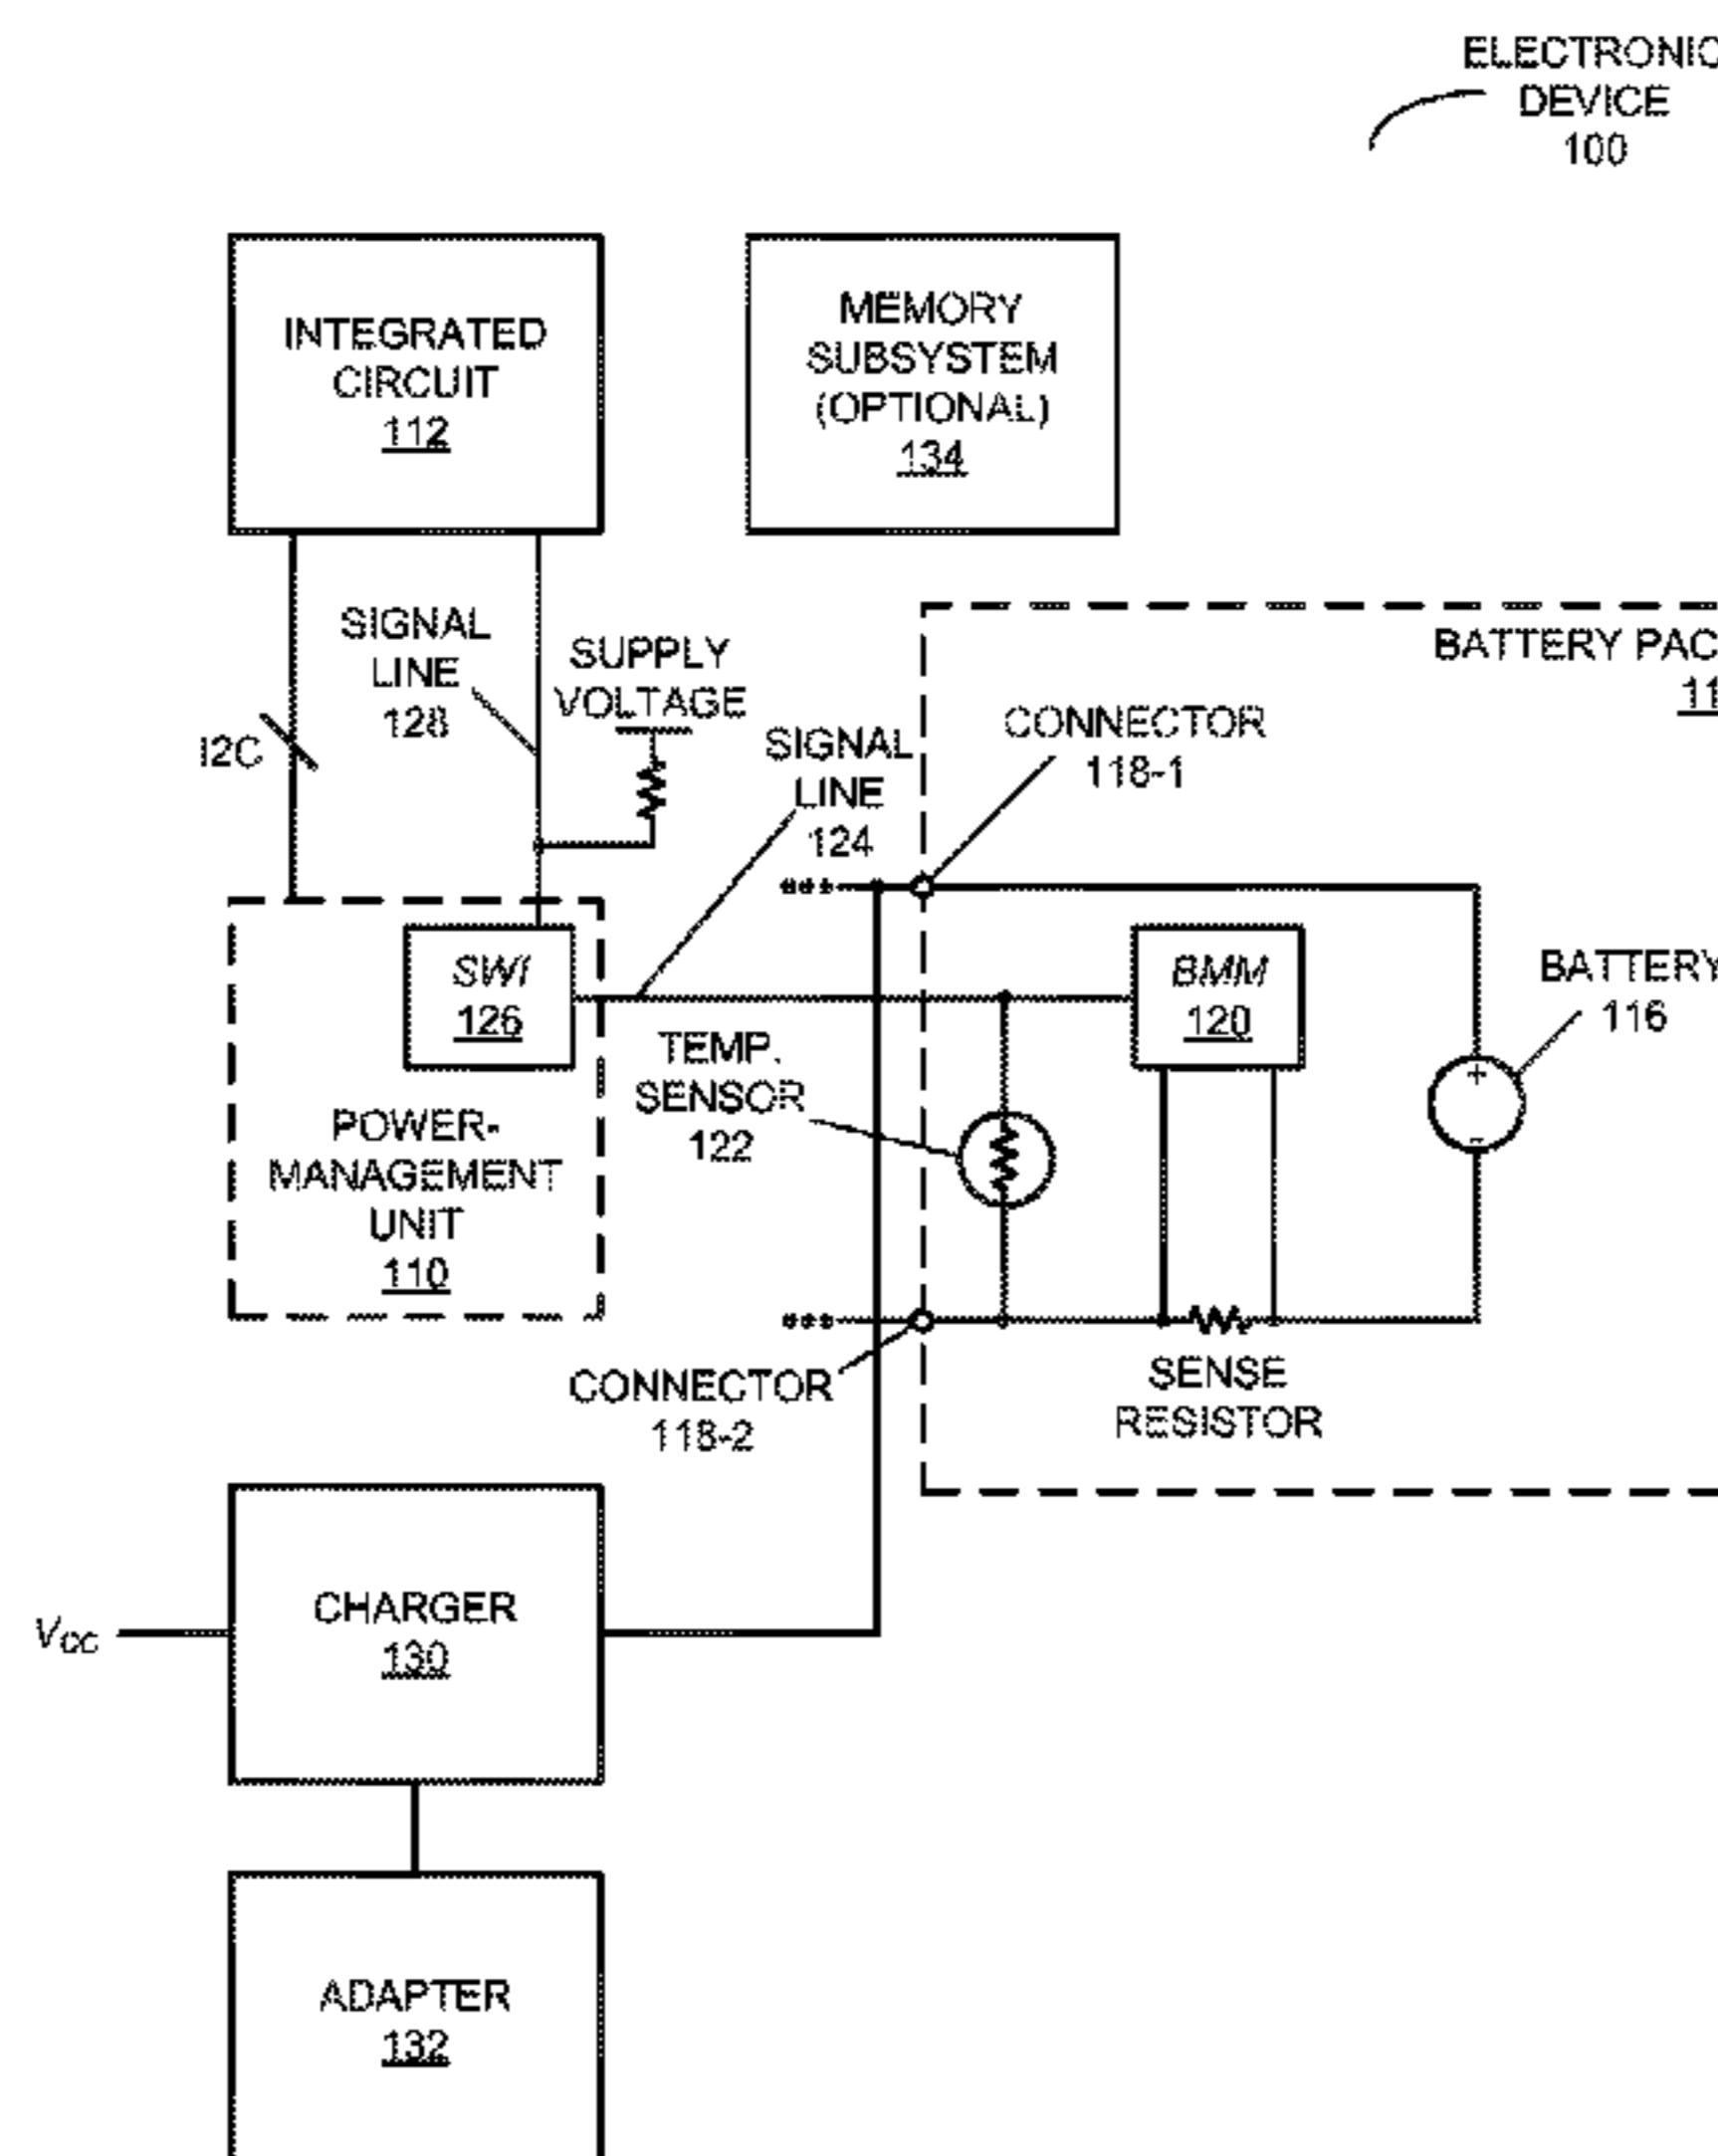 ELECTRONIC
DEVICE
100
INTEGRATED
CIRCUIT
112
MEMORY
SUBSYSTEM
(OPTIONAL)
134
SIGNAL
LINE
128
SUPPLY
VOLTAGE
I2C
SIGNAL
LINE
124
CONNECTOR
118-1
BATTERY PAC
11
SWI
126
BMM
120
BATTERY
116
TEMP.
SENSOR
122
POWER-
MANAGEMENT
UNIT
110
CONNECTOR
118-2
SENSE
RESISTOR
CHARGER
130
Vcc
ADAPTER
132